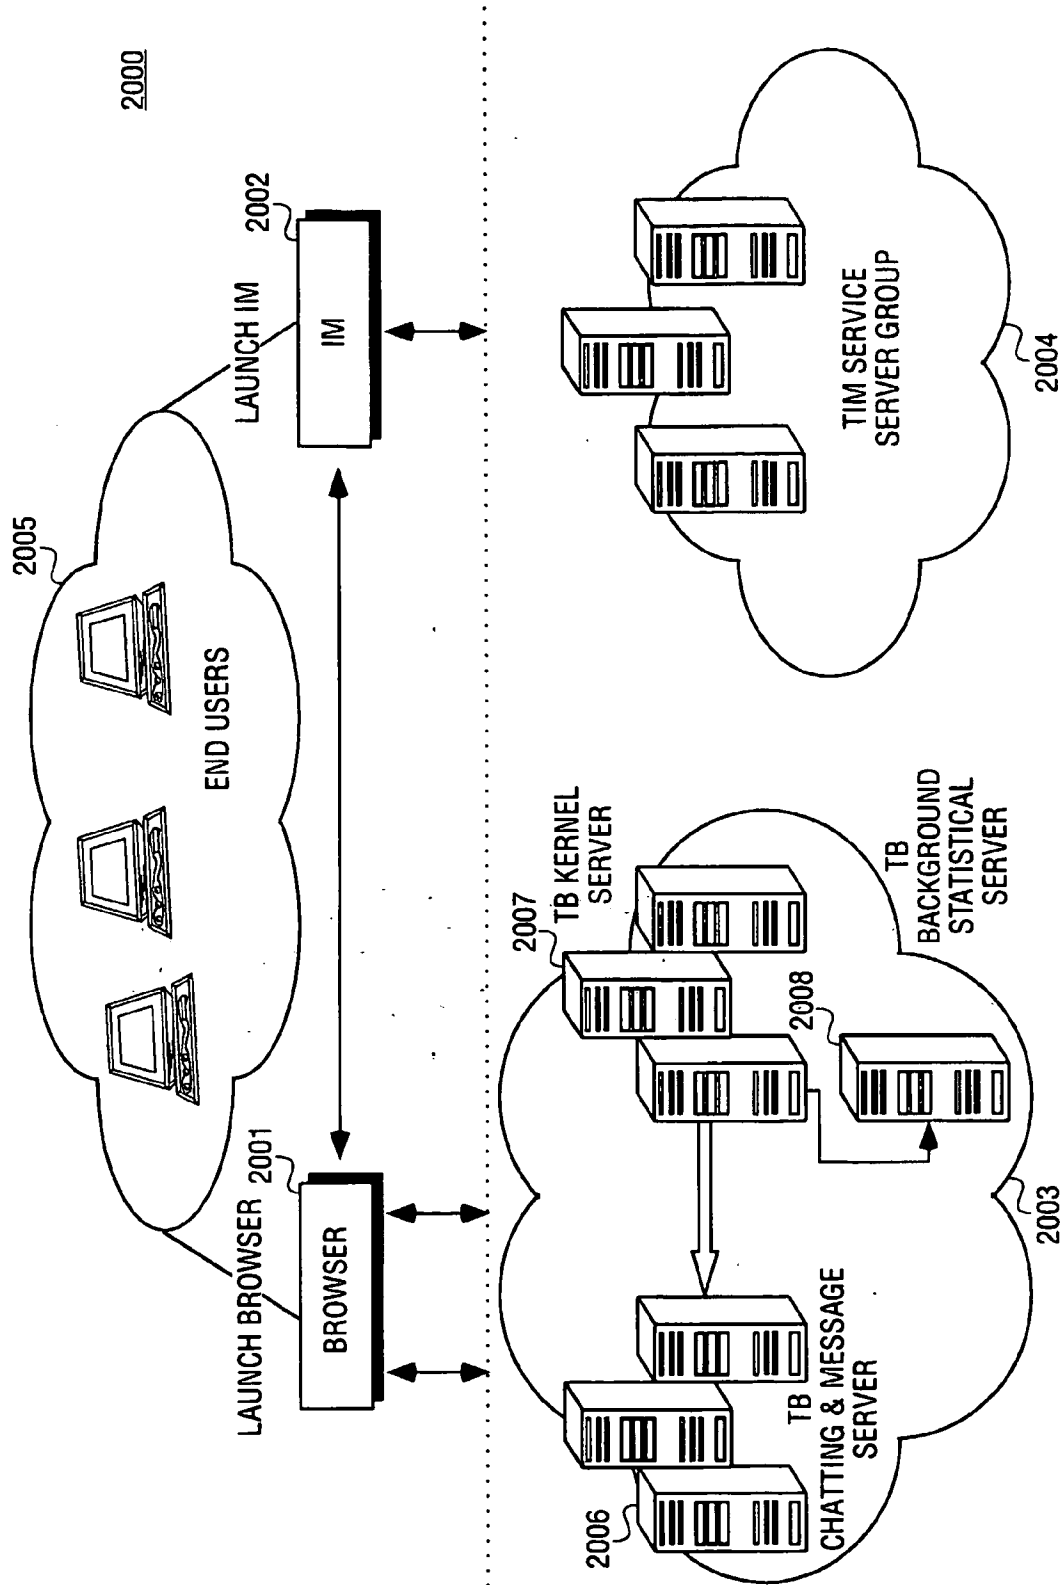 2000
2005
END USERS
LAUNCH BROWSER
2001
BROWSER
LAUNCH IM
2002
IM
2007
TB KERNEL
SERVER
2006
TB
CHATTING & MESSAGE
SERVER
2008
TB
BACKGROUND
STATISTICAL
SERVER
2003
TIM SERVICE
SERVER GROUP
2004